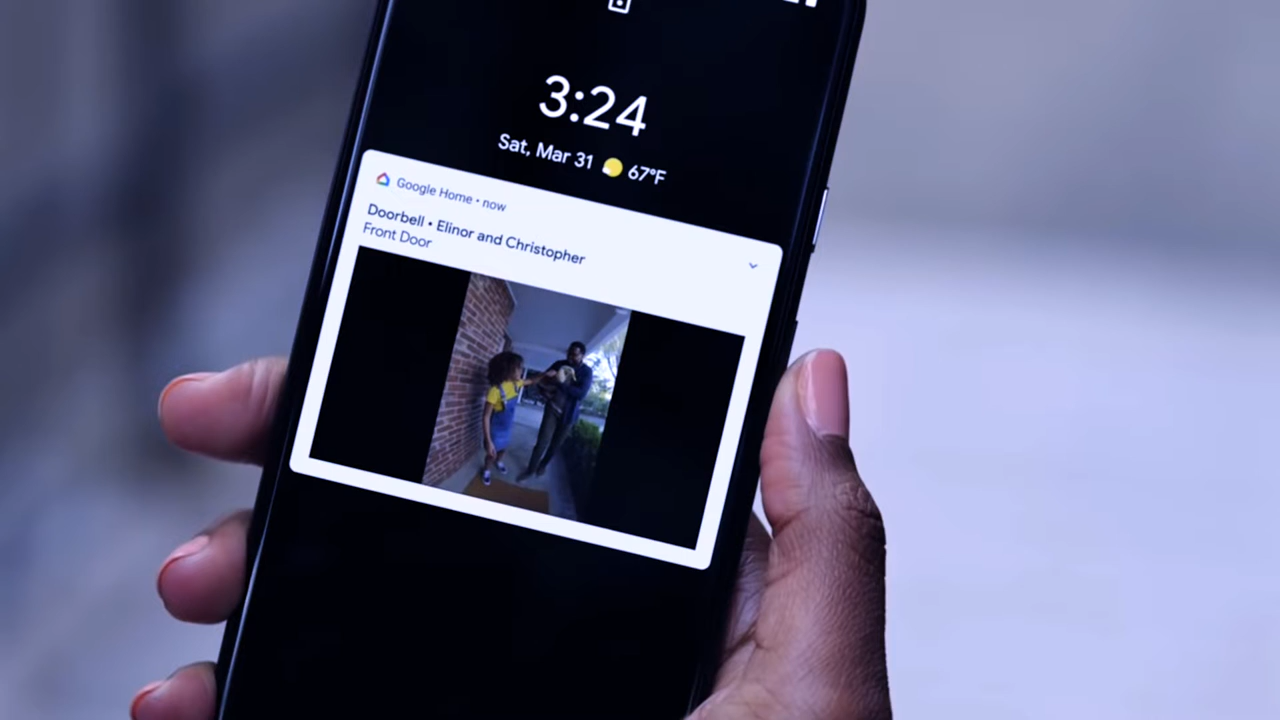 3:24
Sat, Mar 31 67°F
Google Home • now
Doorbell • Elinor and Christopher
Front Door